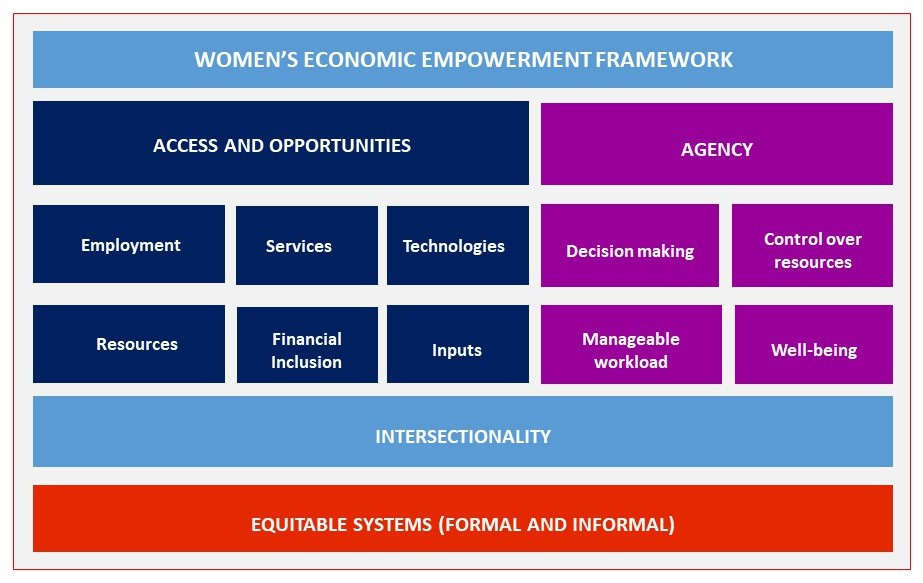 WOMEN’S ECONOMIC EMPOWERMENT FRAMEWORK
ACCESS AND OPPORTUNITIES
AGENCY
Employment
Services
Technologies
Decision making
Control over
resources
Resources
Financial
Inclusion
Inputs
Manageable
workload
Well-being
INTERSECTIONALITY
EQUITABLE SYSTEMS (FORMAL AND INFORMAL)